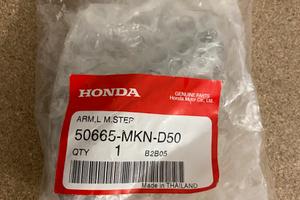 HONDA
GENUINE PARTS
Honda Motor Co., Ltd.
ARM,L M.STEP
50665-MKN-D50
QTY 1 B2B05
Made in THAILAND